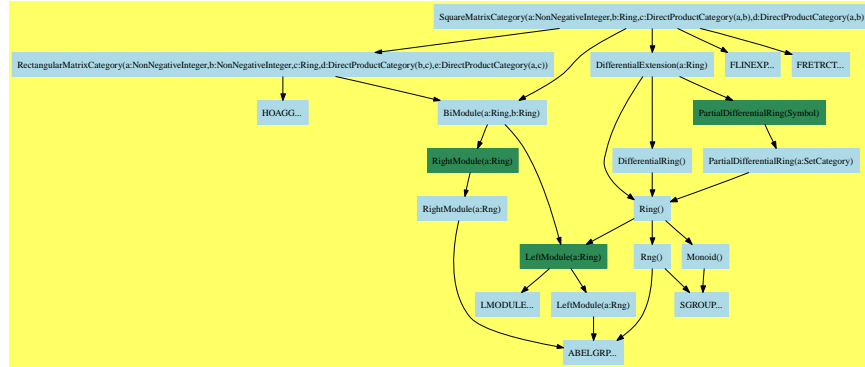 SquareMatrixCategory(a:NonNegativeInteger,b:Ring,c:DirectProductCategory(a,b),d:DirectProductCategory(a,b)
RectangularMatrixCategory(a:NonNegativeInteger,b:NonNegativeInteger,c:Ring,d:DirectProductCategory(b,c),e:DirectProductCategory(a,c))
DifferentialExtension(a:Ring)
FLINEXP...
FRETRCT...
HOAGG...
BiModule(a:Ring,b:Ring)
PartialDifferentialRing(Symbol)
RightModule(a:Ring)
DifferentialRing()
PartialDifferentialRing(a:SetCategory)
RightModule(a:Rng)
Ring()
LeftModule(a:Ring)
Rng()
Monoid()
LMODULE...
LeftModule(a:Rng)
SGROUP...
ABELGRP...